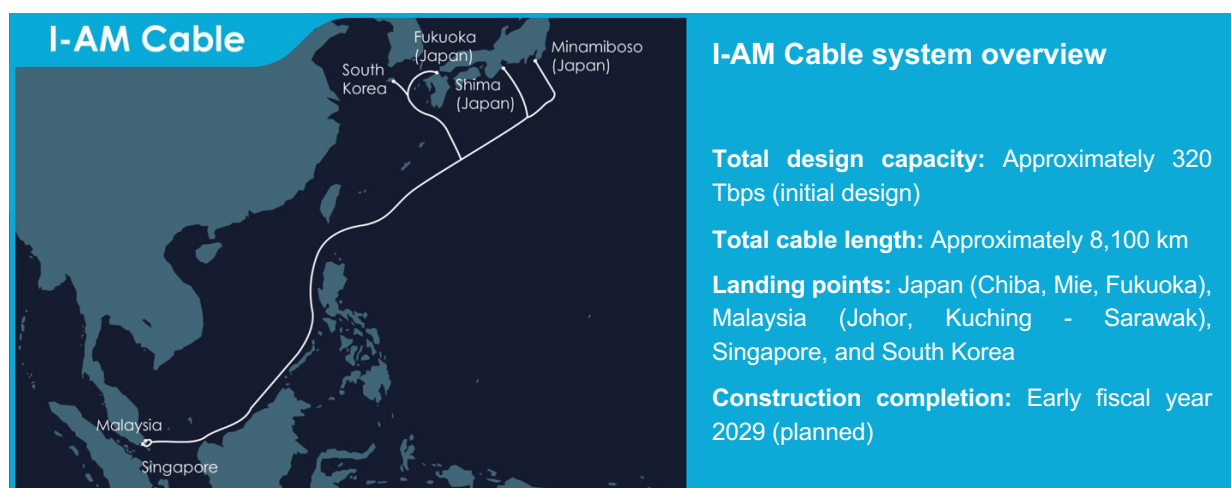 I-AM Cable
Fukuoka
(Japan)
Minamiboso
(Japan)
South
Korea
Shima
(Japan)
Malaysia
Singapore
I-AM Cable system overview
Total design capacity: Approximately 320
Tbps (initial design)
Total cable length: Approximately 8,100 km
Landing points: Japan (Chiba, Mie, Fukuoka),
Malaysia (Johor, Kuching - Sarawak),
Singapore, and South Korea
Construction completion: Early fiscal year
2029 (planned)